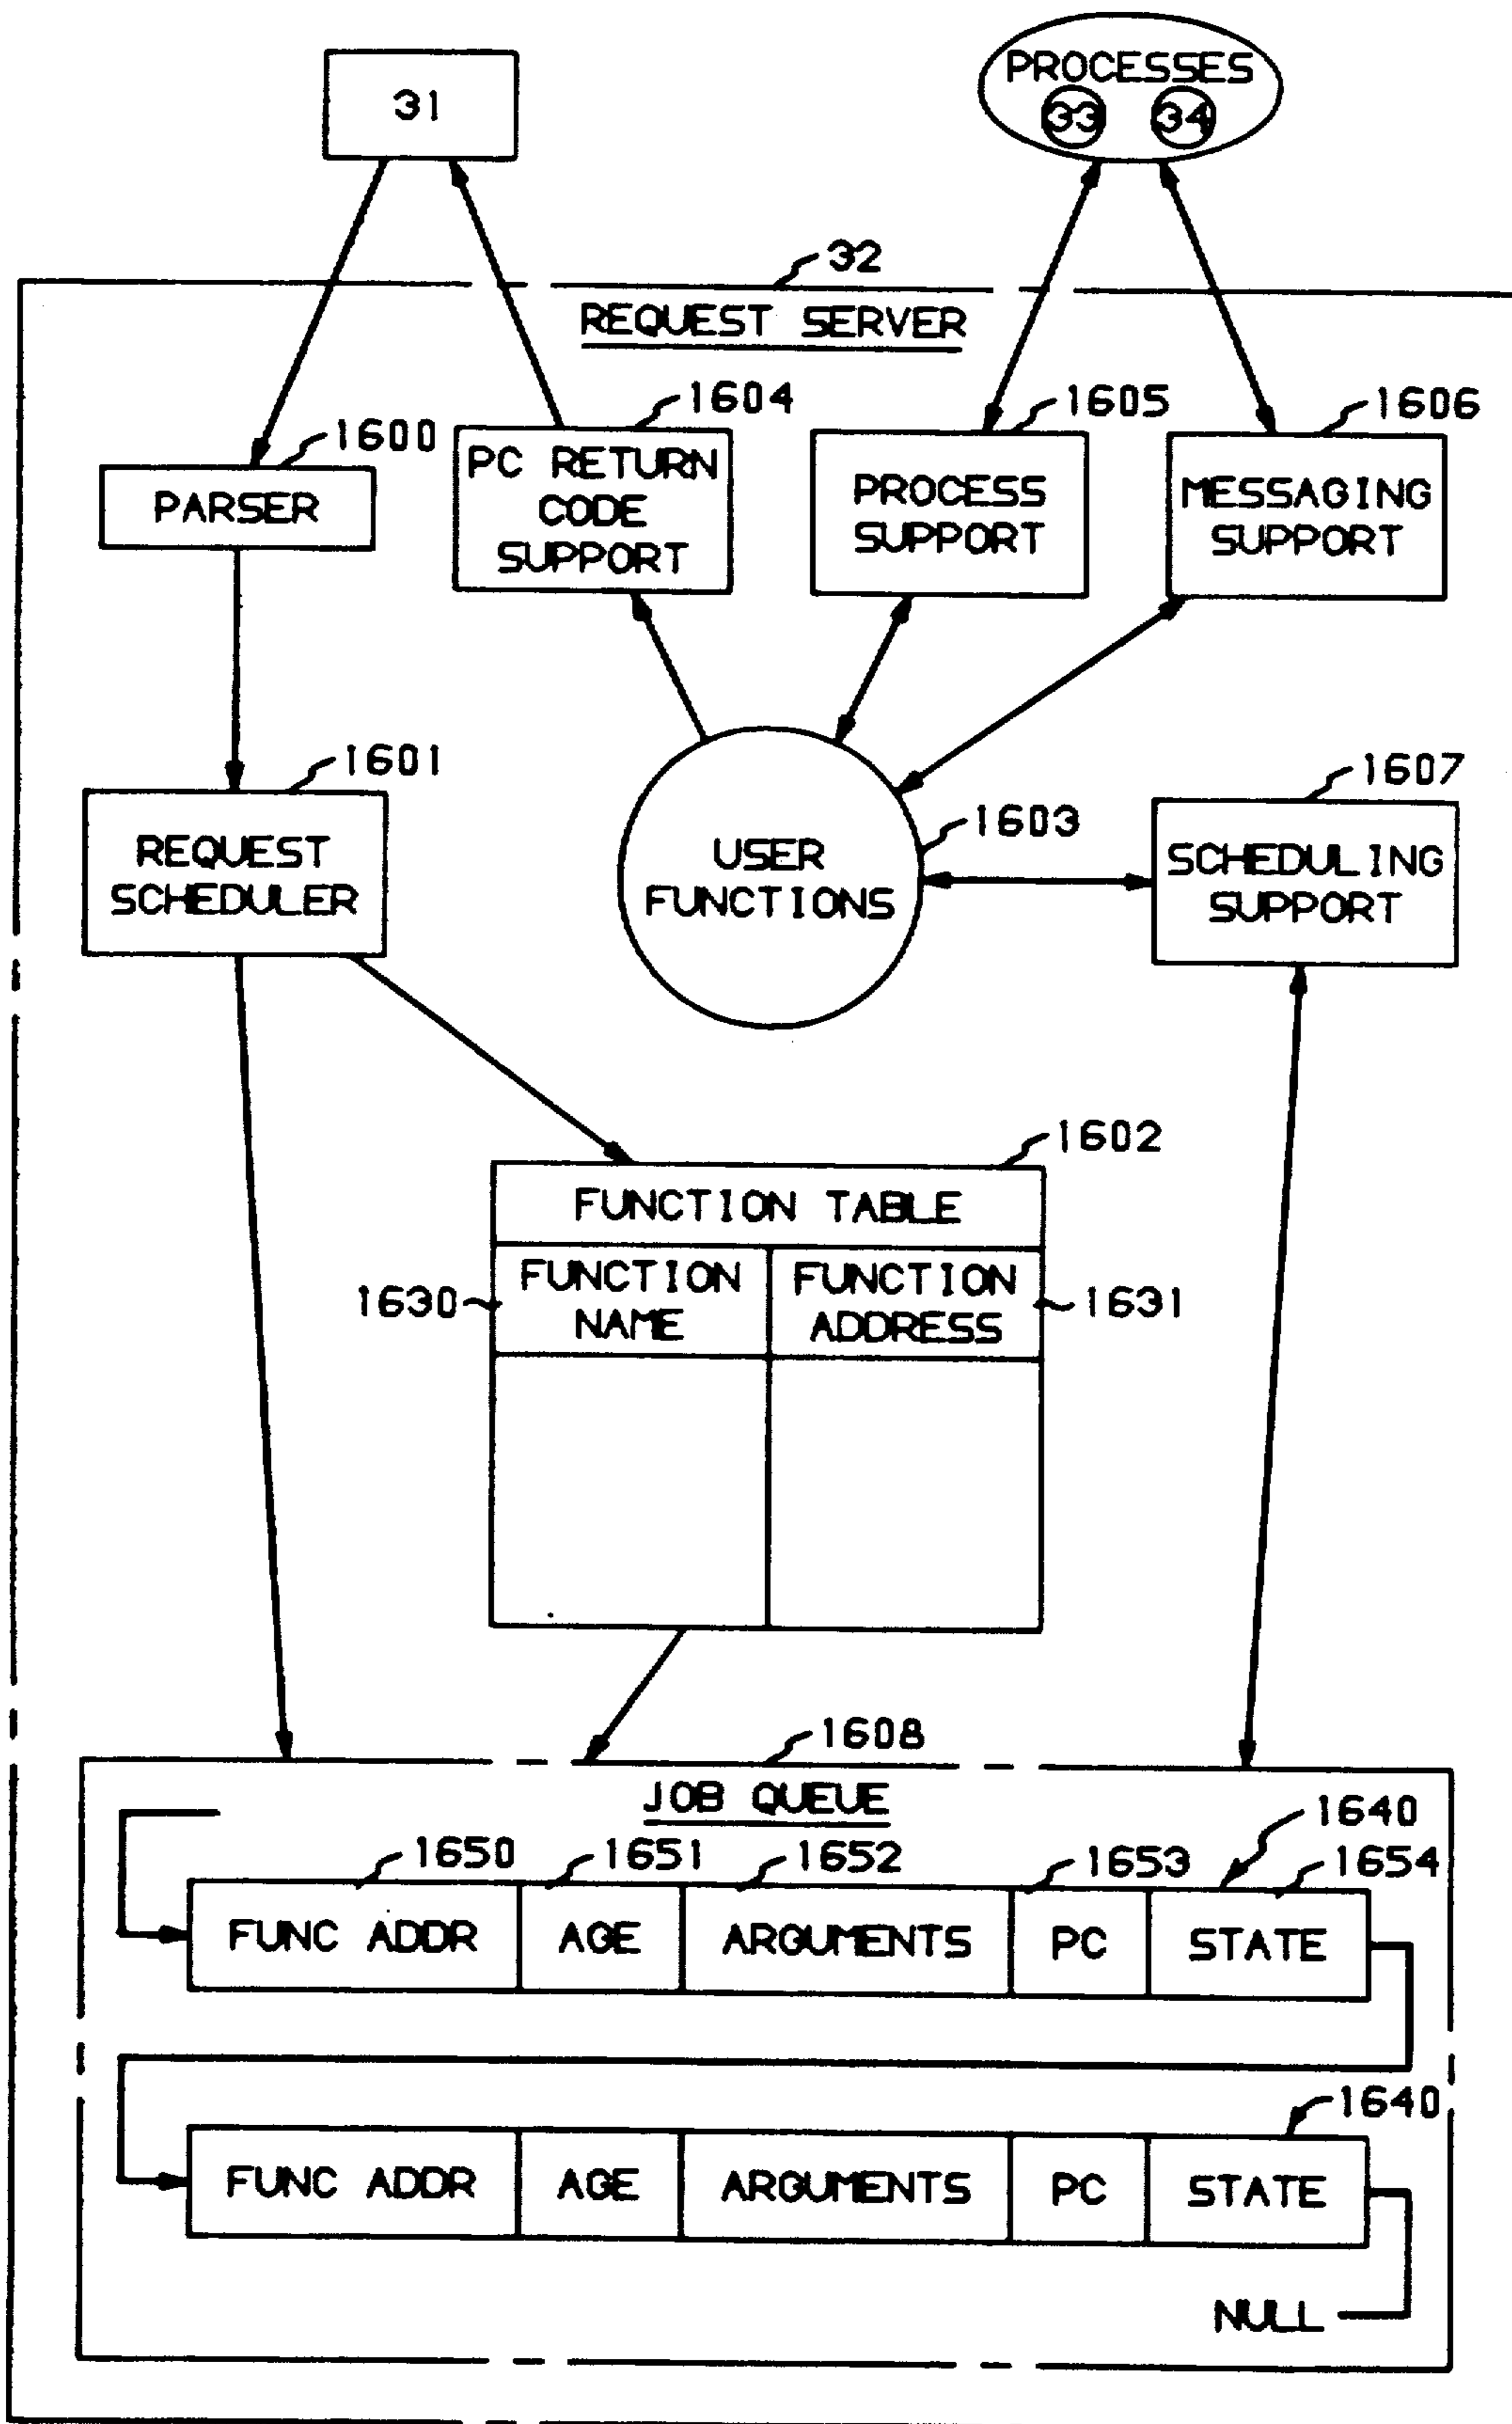 31
PROCESSES
33 34
32
REQUEST SERVER
1600
PARSER
1604
PC RETURN
CODE
SUPPORT
1605
PROCESS
SUPPORT
1606
MESSAGING
SUPPORT
1601
REQUEST
SCHEDULER
1603
USER
FUNCTIONS
1607
SCHEDULING
SUPPORT
1602
FUNCTION TABLE
1630
FUNCTION
NAME
FUNCTION
ADDRESS
1631
1608
JOB QUEUE
1640
1650 1651 1652 1653 1654
FUNC ADDR AGE ARGUMENTS PC STATE
1640
FUNC ADDR AGE ARGUMENTS PC STATE
NULL